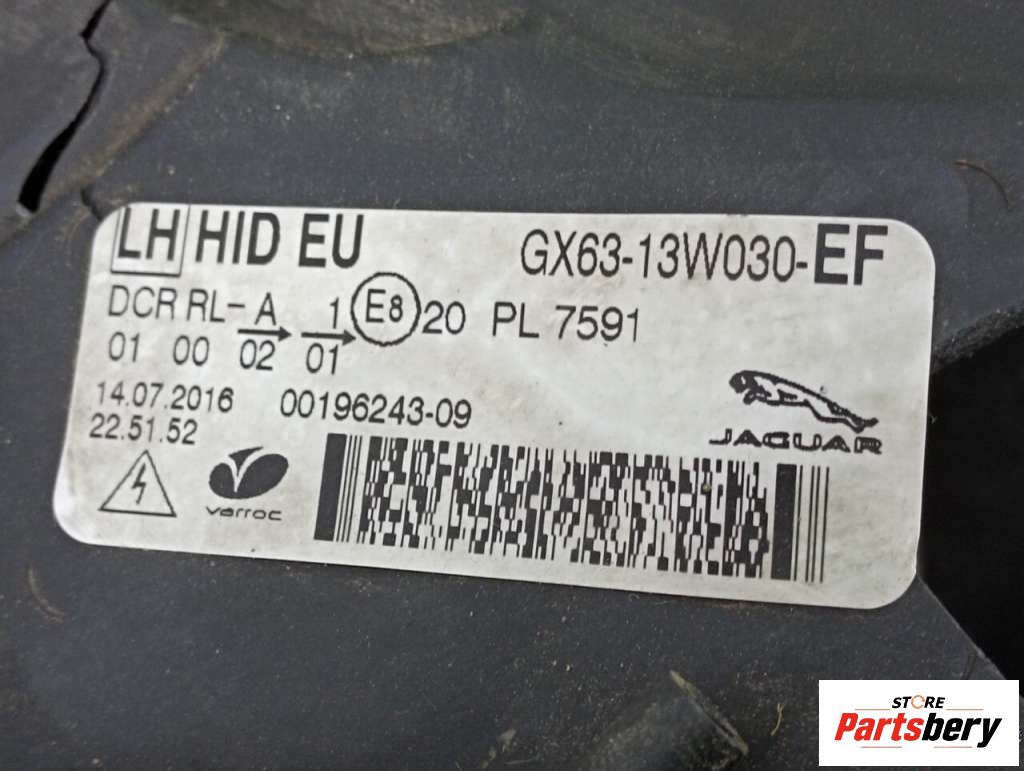 LH HID EU GX63-13W030-EF
DCR RL- A 1 E8 20 PL 7591
01 00 02 01
14.07.2016 00196243-09
22.51.52
JAGUAR
varroc
STORE
Partsbery